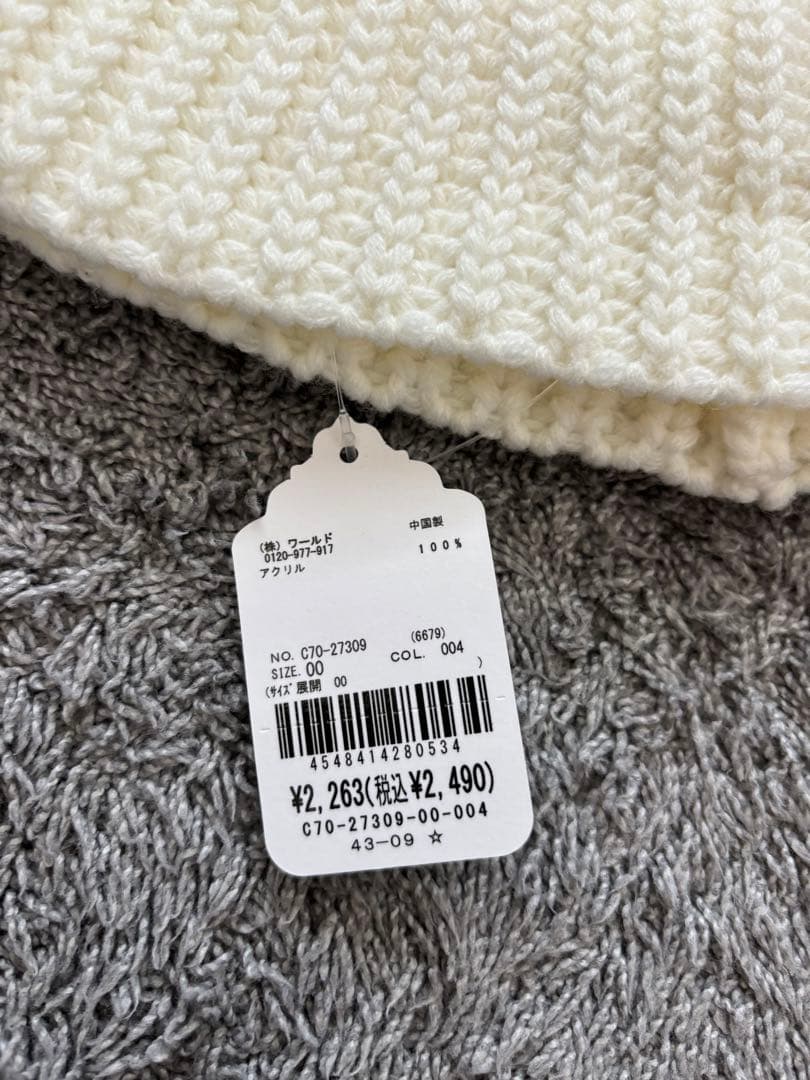 (株) ワールド 中国製
0120-977-917
アクリル 100%
NO. C70-27309 (6679)
SIZE. 00 COL. 004
(ｻｲｽﾞ展開 00 )
4548414280534
¥2,263(税込¥2,490)
C70-27309-00-004
43-09 ☆